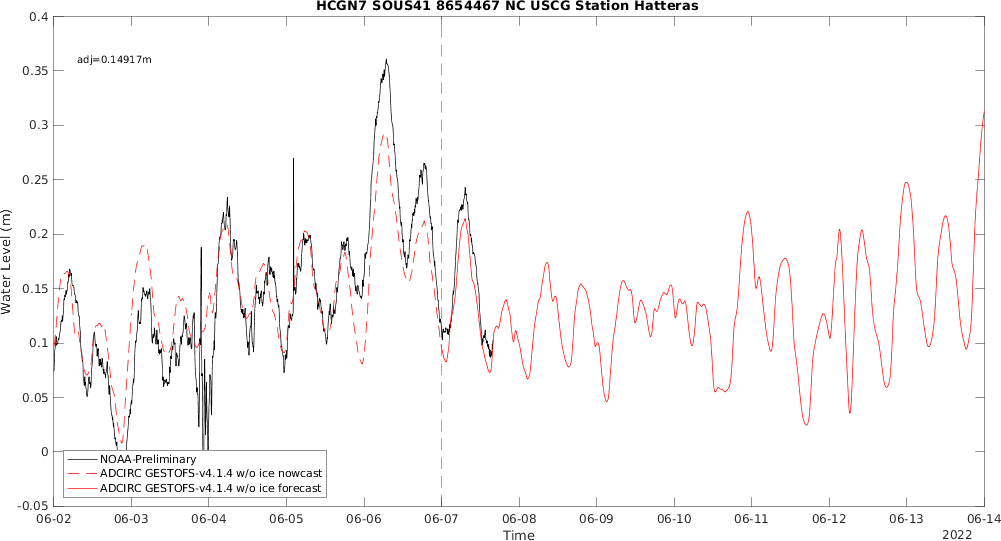 HCGN7 SOUS41 8654467 NC USCG Station Hatteras
adj=0.14917m
0.4
0.35
0.3
0.25
0.2
0.15
0.1
0.05
0
-0.05
Water Level (m)
NOAA-Preliminary
ADCIRC GESTOFS-v4.1.4 w/o ice nowcast
ADCIRC GESTOFS-v4.1.4 w/o ice forecast
06-02 06-03 06-04 06-05 06-06 06-07 06-08 06-09 06-10 06-11 06-12 06-13 06-14
Time
2022